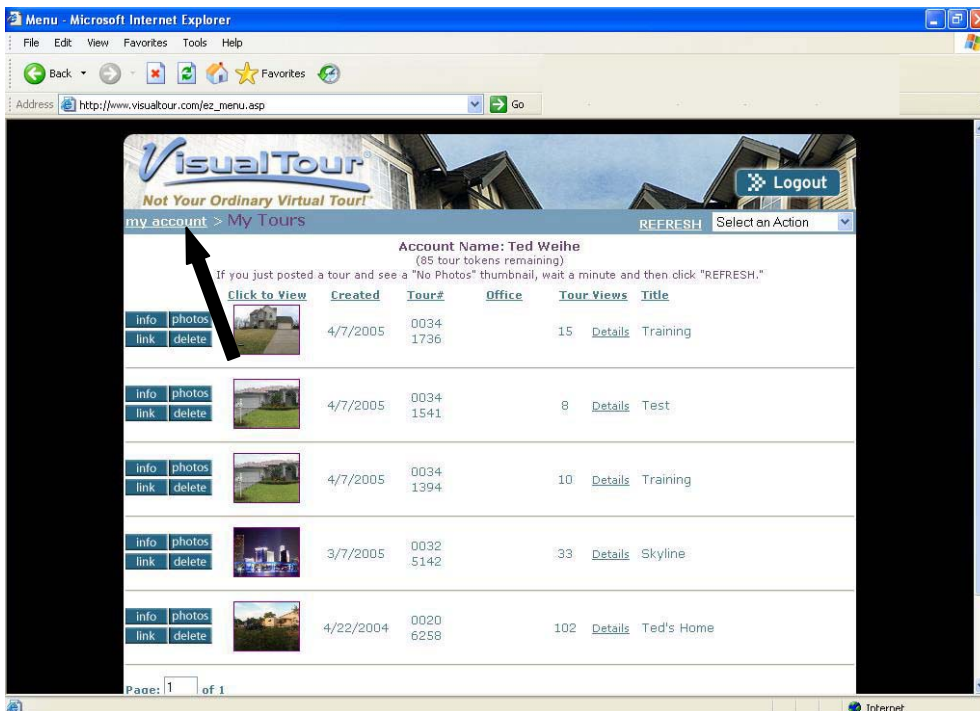 Menu - Microsoft Internet Explorer
File Edit View Favorites Tools Help
Back Favorites
Address http://www.visualtour.com/ez_menu.asp Go
VisualTour®
Not Your Ordinary Virtual Tour!
Logout
my account > My Tours REFRESH Select an Action
Account Name: Ted Weihe
(85 tour tokens remaining)
If you just posted a tour and see a "No Photos" thumbnail, wait a minute and then click "REFRESH."
Click to View Created Tour# Office Tour Views Title
info photos
link delete
4/7/2005 0034 1736 15 Details Training
info photos
link delete
4/7/2005 0034 1541 8 Details Test
info photos
link delete
4/7/2005 0034 1394 10 Details Training
info photos
link delete
3/7/2005 0032 5142 33 Details Skyline
info photos
link delete
4/22/2004 0020 6258 102 Details Ted's Home
Page: 1 of 1
Internet